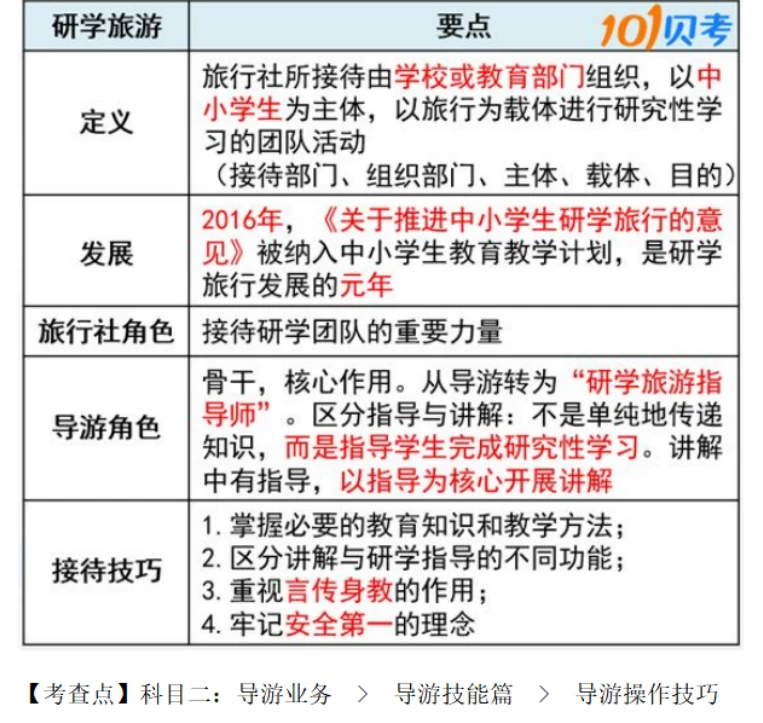 研学旅游 要点 101贝考
定义
旅行社所接待由学校或教育部门组织，以中
小学生为主体，以旅行为载体进行研究性学
习的团队活动
（接待部门、组织部门、主体、载体、目的）
发展
2016年，《关于推进中小学生研学旅行的意
见》被纳入中小学生教育教学计划，是研学
旅行发展的元年
旅行社角色 接待研学团队的重要力量
导游角色
骨干，核心作用。从导游转为“研学旅游指
导师”。区分指导与讲解：不是单纯地传递
知识，而是指导学生完成研究性学习。讲解
中有指导，以指导为核心开展讲解
接待技巧
1.掌握必要的教育知识和教学方法；
2.区分讲解与研学指导的不同功能；
3.重视言传身教的作用；
4.牢记安全第一的理念
【考查点】科目二：导游业务 > 导游技能篇 > 导游操作技巧